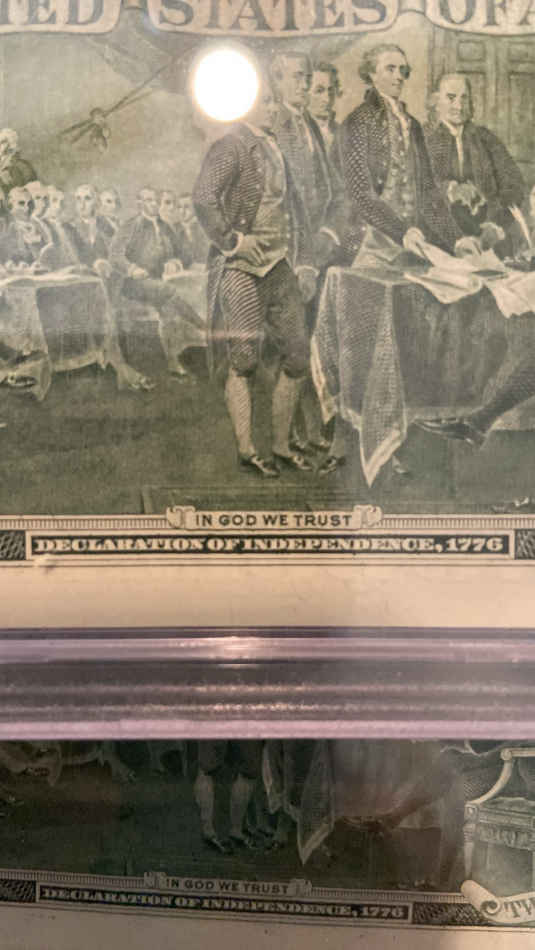 STATES OF
IN GOD WE TRUST
DECLARATION OF INDEPENDENCE, 1776
IN GOD WE TRUST
DECLARATION OF INDEPENDENCE, 1776